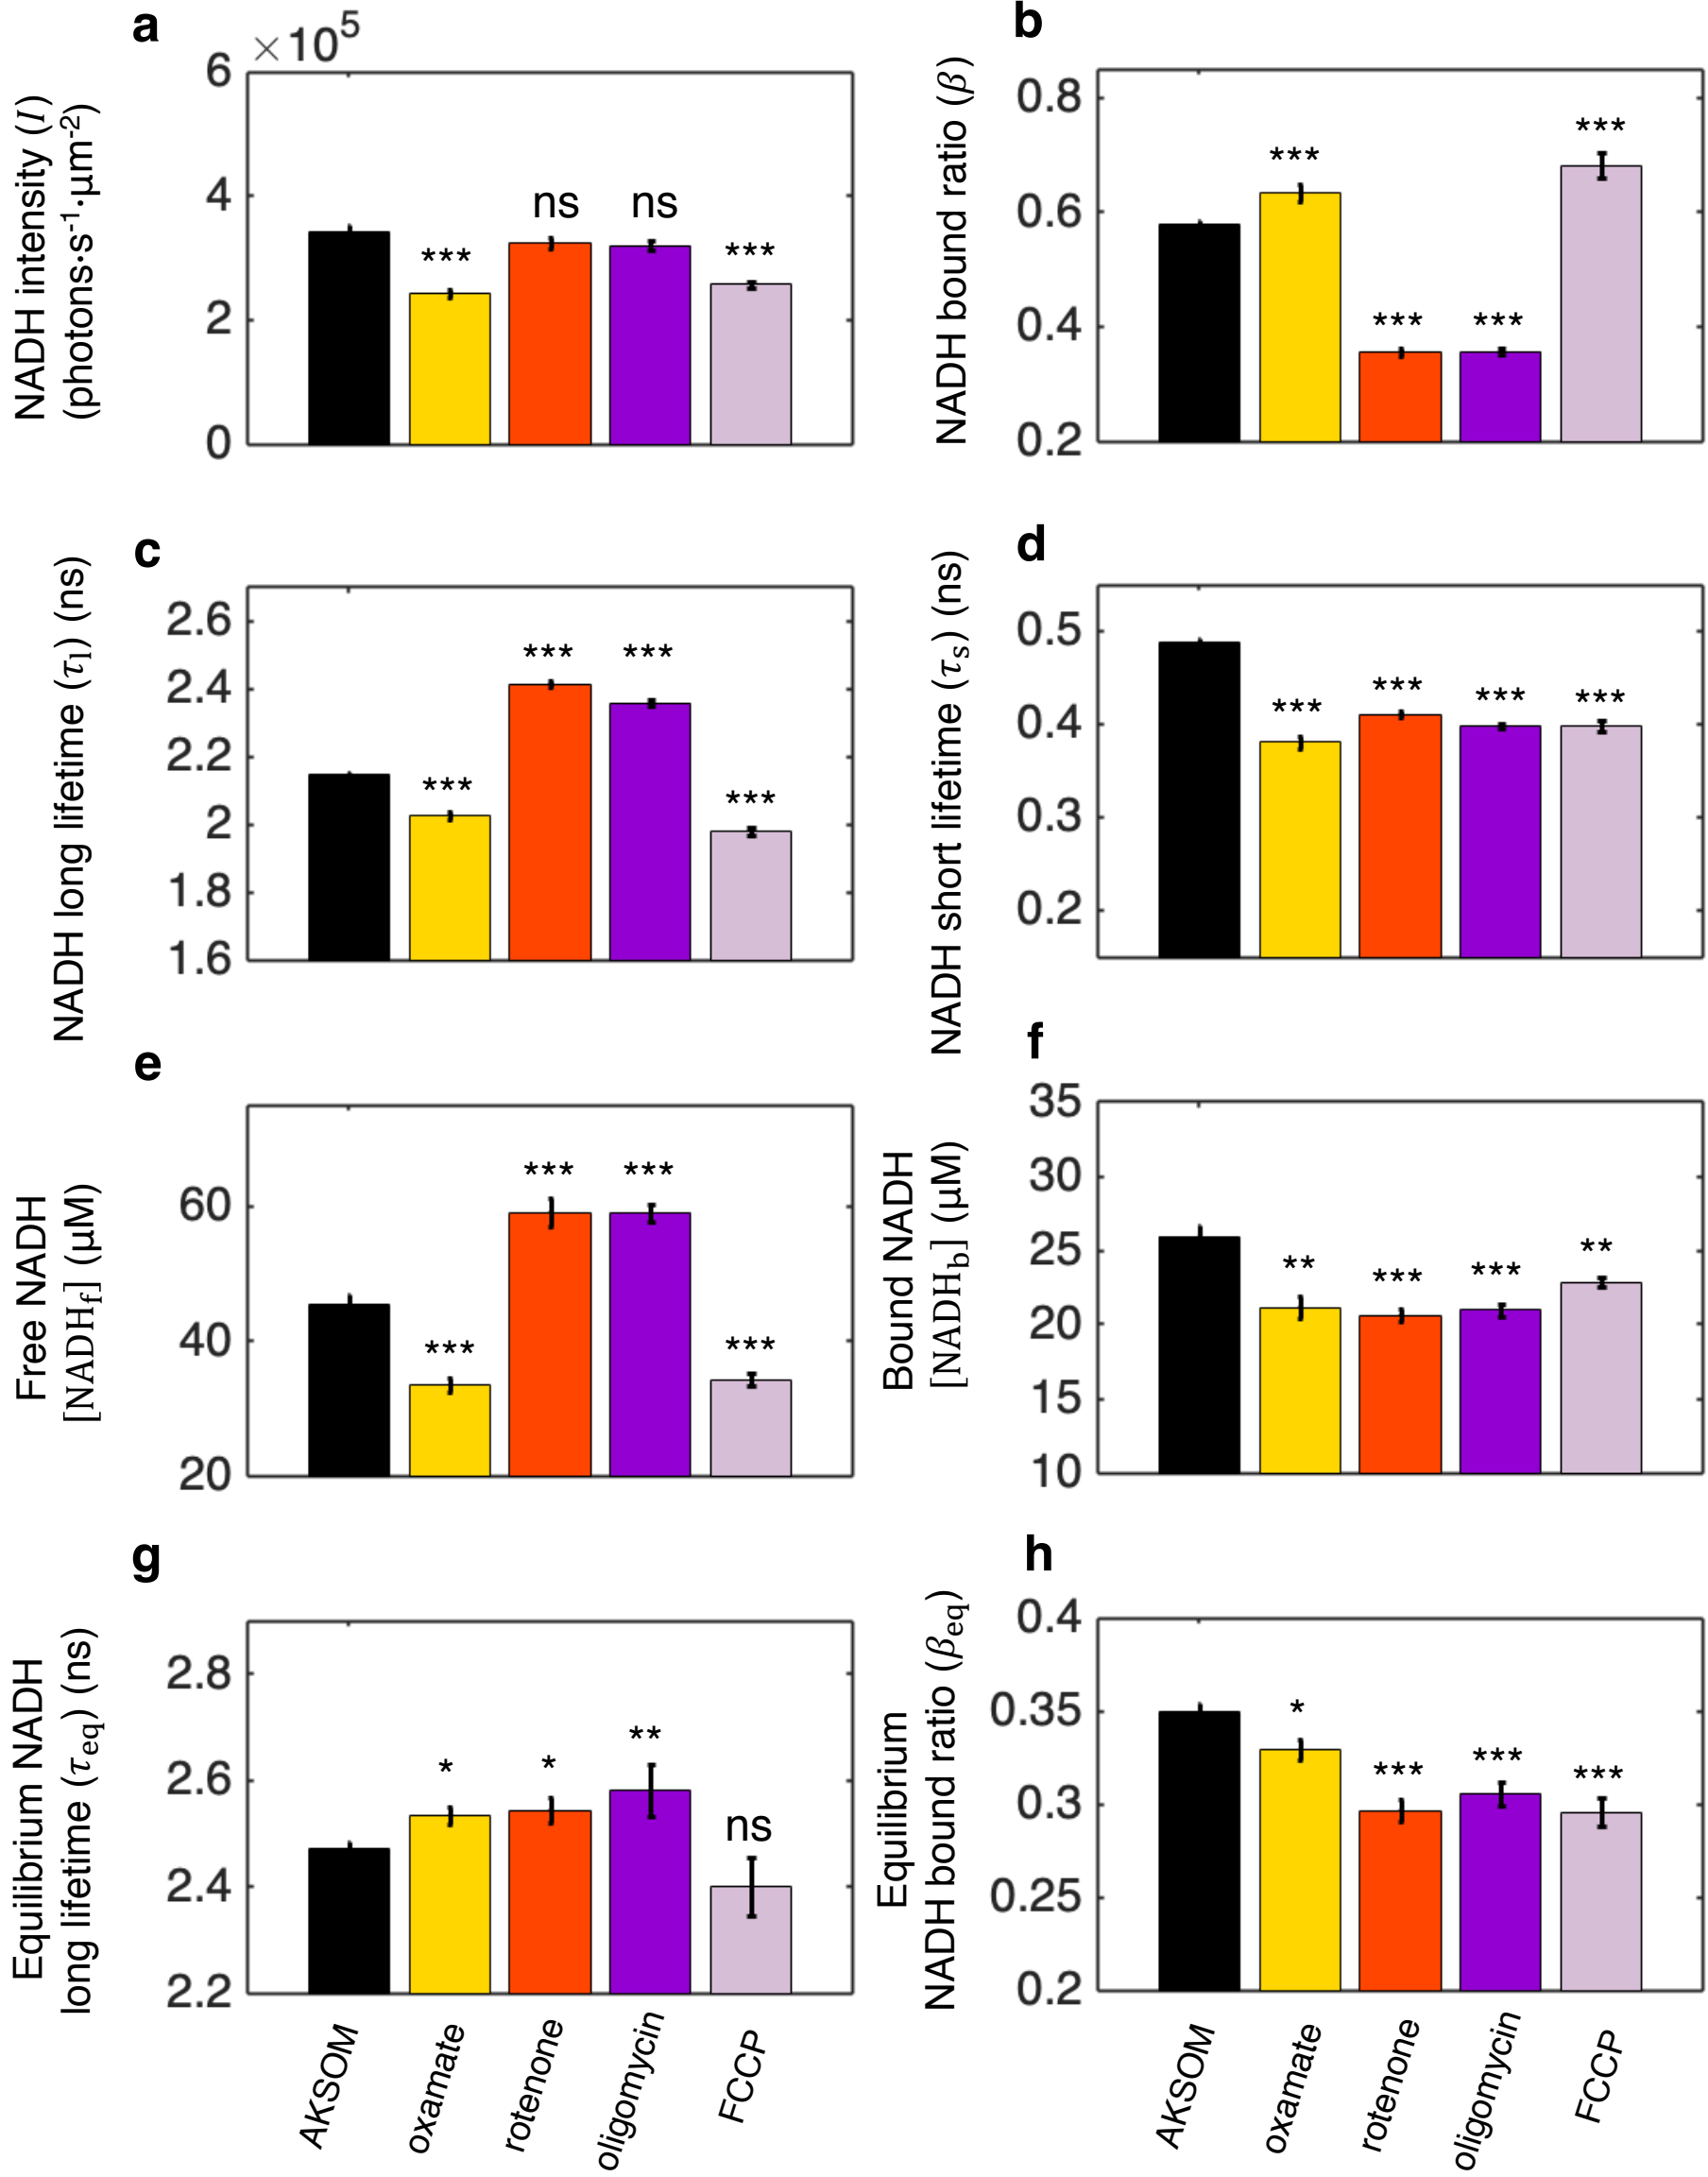 a
×10⁵
NADH intensity (I)
(photons·s⁻¹·µm⁻²)
6
4
2
0
***
ns
ns
***
b
NADH bound ratio (β)
0.8
0.6
0.4
0.2
***
***
***
***
c
NADH long lifetime (τₗ) (ns)
2.6
2.4
2.2
2
1.8
1.6
***
***
***
***
d
NADH short lifetime (τₛ) (ns)
0.5
0.4
0.3
0.2
***
***
***
***
e
Free NADH
[NADH_f] (µM)
60
40
20
***
***
***
***
f
Bound NADH
[NADH_b] (µM)
35
30
25
20
15
10
**
***
***
**
g
Equilibrium NADH
long lifetime (τ_eq) (ns)
2.8
2.6
2.4
2.2
*
*
**
ns
AKSOM
oxamate
rotenone
oligomycin
FCCP
h
Equilibrium
NADH bound ratio (β_eq)
0.4
0.35
0.3
0.25
0.2
*
***
***
***
AKSOM
oxamate
rotenone
oligomycin
FCCP